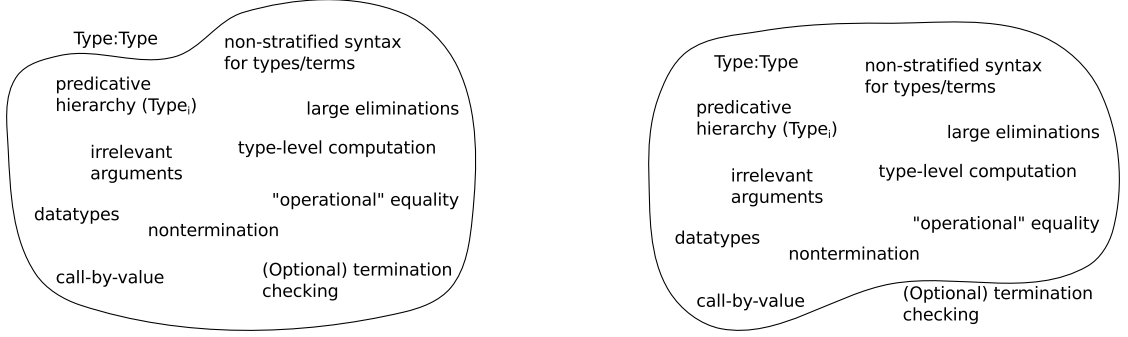 Type:Type
non-stratified syntax
for types/terms
predicative
hierarchy (Typeᵢ)
large eliminations
type-level computation
irrelevant
arguments
"operational" equality
datatypes
nontermination
(Optional) termination
checking
call-by-value
Type:Type
non-stratified syntax
for types/terms
predicative
hierarchy (Typeᵢ)
large eliminations
type-level computation
irrelevant
arguments
"operational" equality
datatypes
nontermination
call-by-value
(Optional) termination
checking